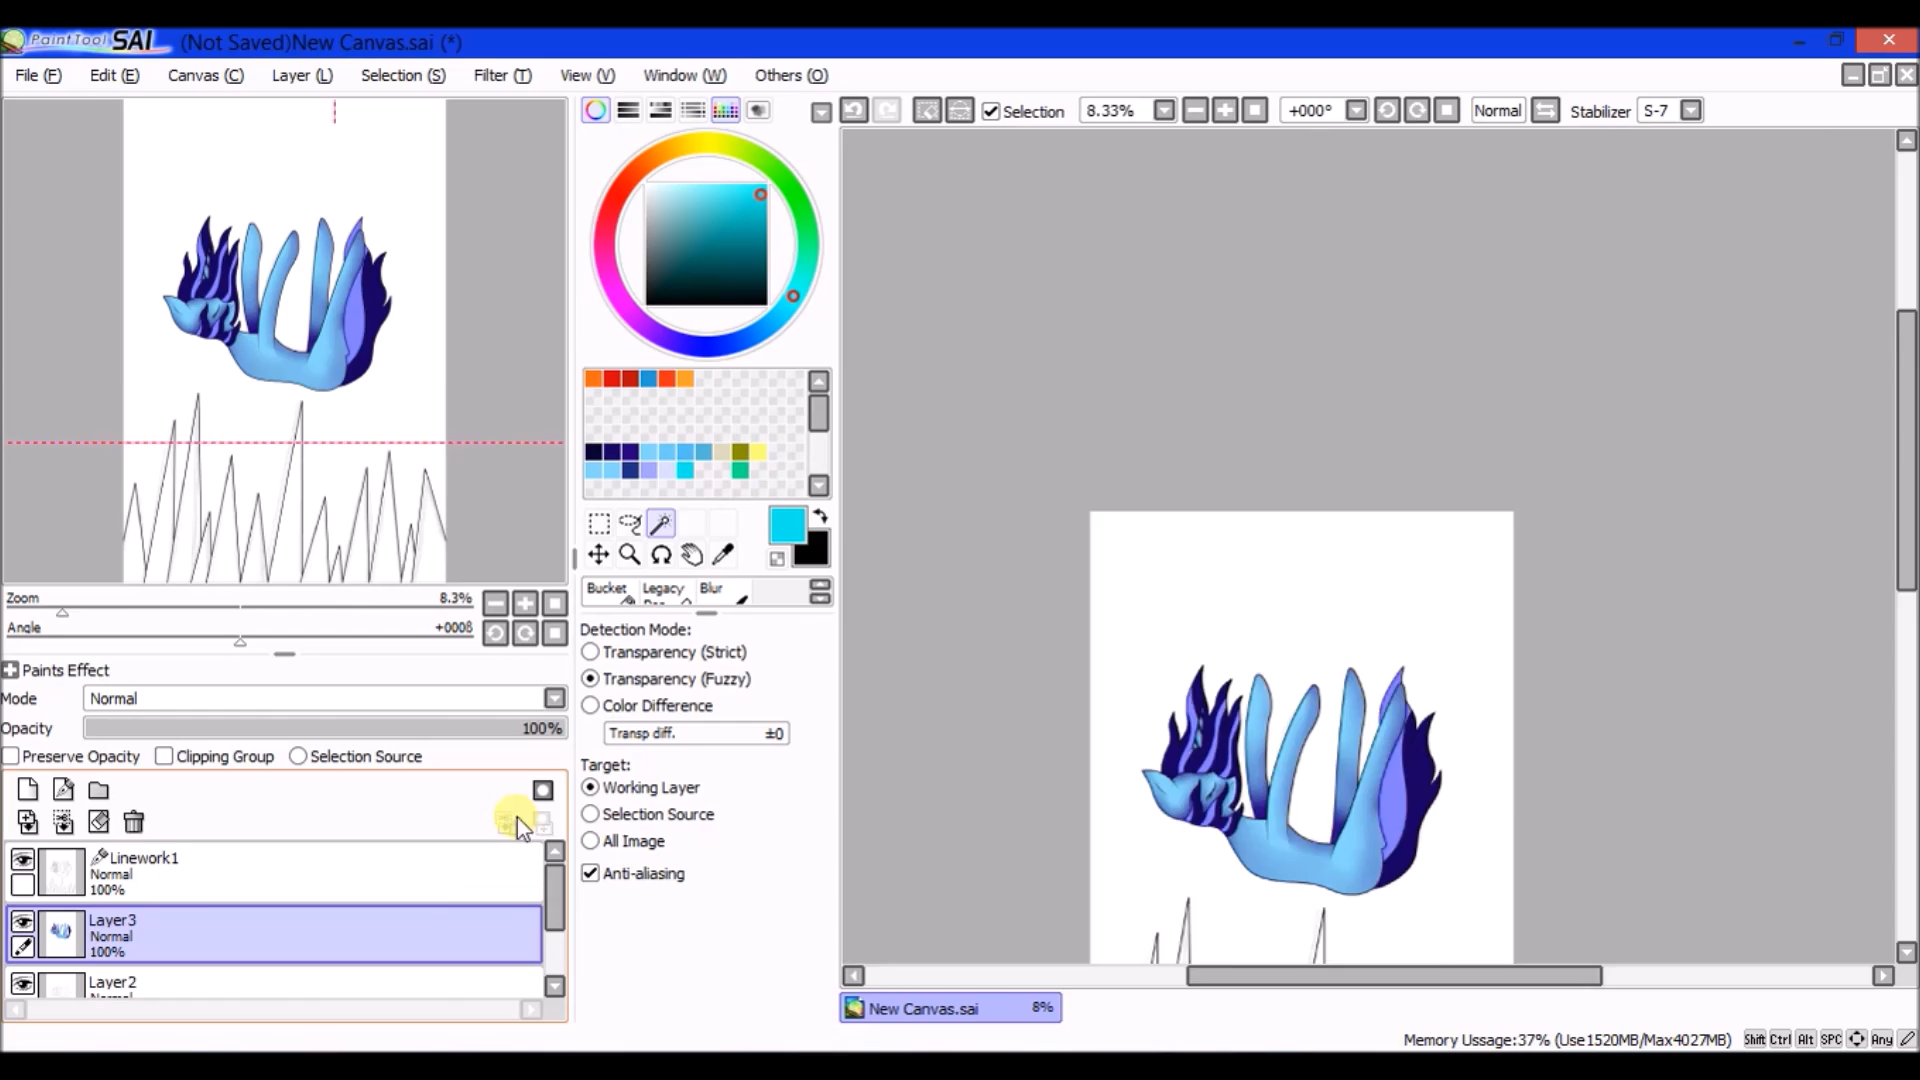 PaintTool SAI (Not Saved)New Canvas.sai (*)
File (F) Edit (E) Canvas (C) Layer (L) Selection (S) Filter (T) View (V) Window (W) Others (O)
Selection 8.33% +000° Normal Stabilizer S-7
Zoom 8.3%
Angle +000ß
Paints Effect
Mode Normal
Opacity 100%
Preserve Opacity Clipping Group Selection Source
Linework1
Normal
100%
Layer3
Normal
100%
Layer2
Bucket Legacy Blur
Detection Mode:
Transparency (Strict)
Transparency (Fuzzy)
Color Difference
Transp diff. ±0
Target:
Working Layer
Selection Source
All Image
Anti-aliasing
New Canvas.sai 8%
Memory Ussage:37% (Use1520MB/Max4027MB) Shift Ctrl Alt SPC Any